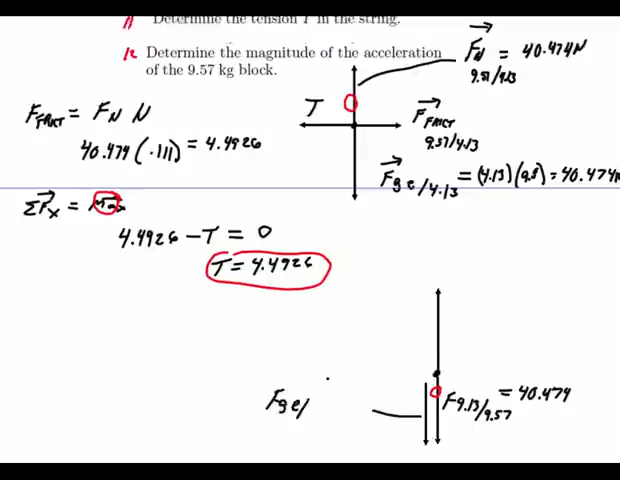 Determine the tension T in the string.
k Determine the magnitude of the acceleration
of the 9.57 kg block.
F_N = 40.474N
9.57/4.13
F_FRICT = F_N N
40.474 (.111) = 4.4926
T
F_FRICT
9.57/4.13
F_g e/4.13 = (4.13)(9.8) = 40.474N
ΣF_x =
4.4926 - T = 0
T = 4.4926
F_g e/
F 9.13/9.57 = 40.474